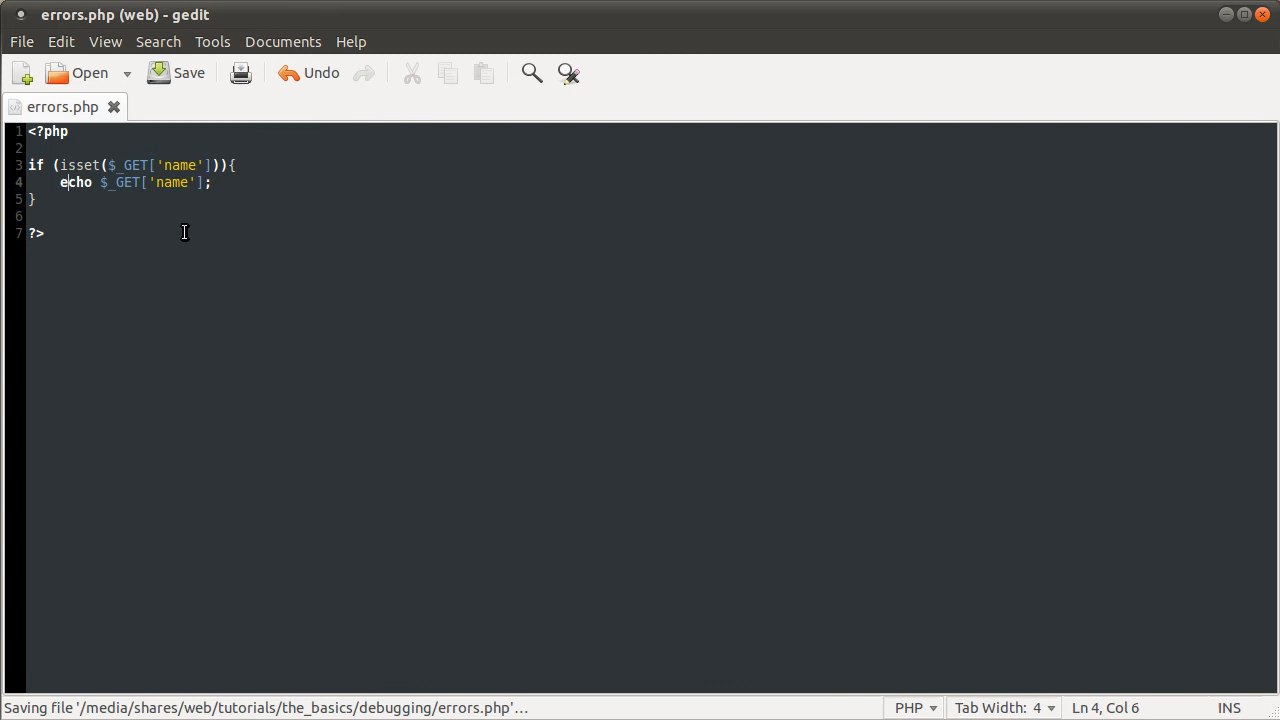 errors.php (web) - gedit
File Edit View Search Tools Documents Help
Open Save Undo
errors.php
1 <?php
2
3 if (isset($_GET['name'])){
4     echo $_GET['name'];
5 }
6
7 ?>
Saving file '/media/shares/web/tutorials/the_basics/debugging/errors.php'… PHP Tab Width: 4 Ln 4, Col 6 INS